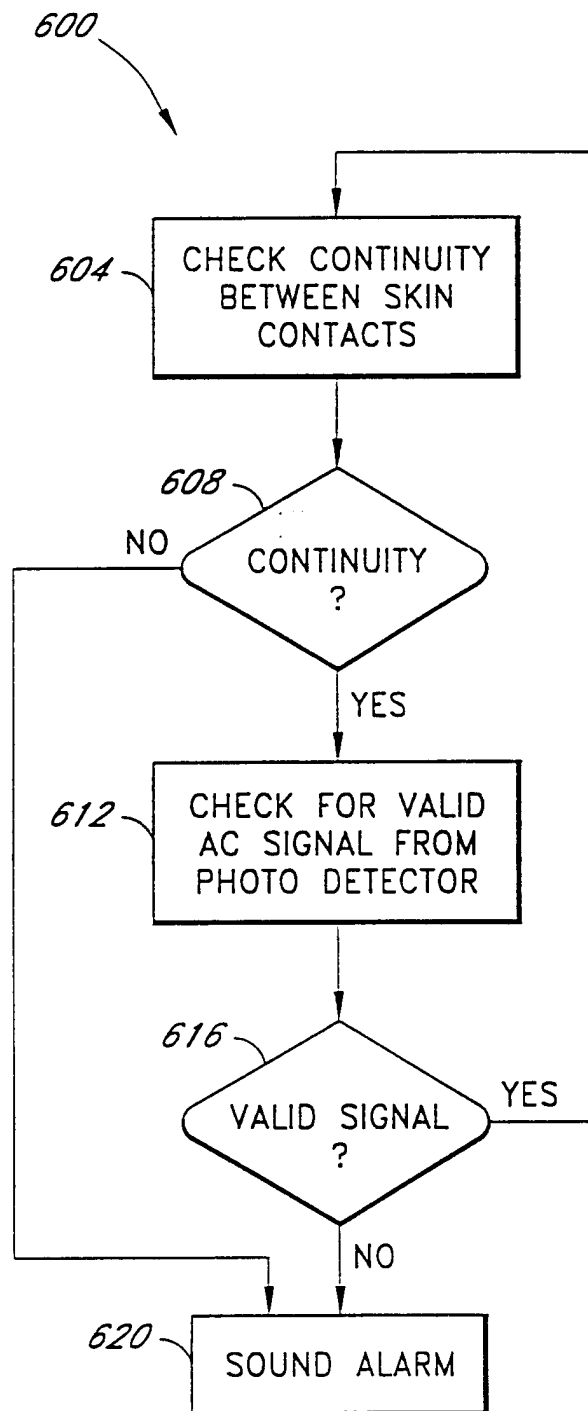 600
604
CHECK CONTINUITY
BETWEEN SKIN
CONTACTS
608
NO
CONTINUITY
?
YES
612
CHECK FOR VALID
AC SIGNAL FROM
PHOTO DETECTOR
616
VALID SIGNAL
?
YES
NO
620
SOUND ALARM